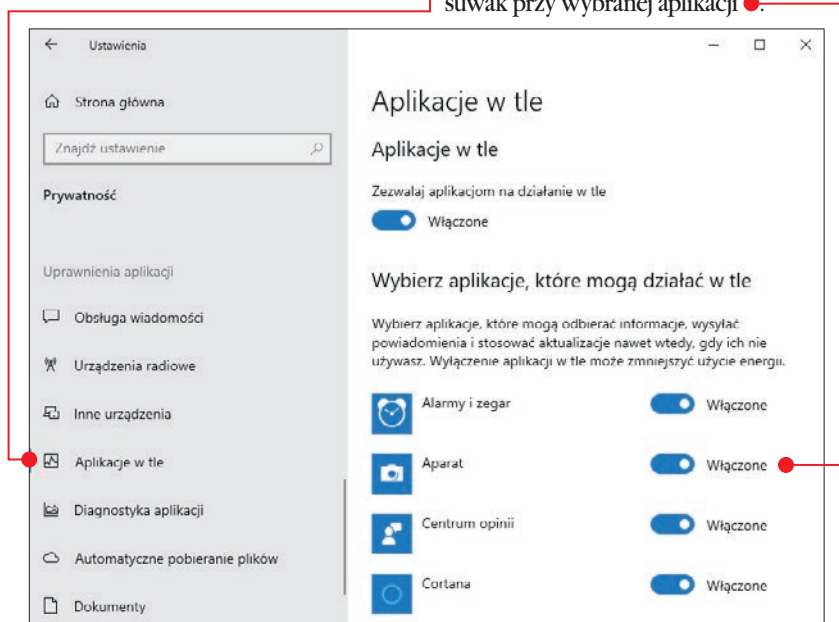 suwak przy wybranej aplikacji ●.
Ustawienia
Strona główna
Znajdź ustawienie
Prywatność
Uprawnienia aplikacji
Obsługa wiadomości
Urządzenia radiowe
Inne urządzenia
Aplikacje w tle
Diagnostyka aplikacji
Automatyczne pobieranie plików
Dokumenty
Aplikacje w tle
Aplikacje w tle
Zezwalaj aplikacjom na działanie w tle
Włączone
Wybierz aplikacje, które mogą działać w tle
Wybierz aplikacje, które mogą odbierać informacje, wysyłać
powiadomienia i stosować aktualizacje nawet wtedy, gdy ich nie
używasz. Wyłączenie aplikacji w tle może zmniejszyć użycie energii.
Alarmy i zegar Włączone
Aparat Włączone
Centrum opinii Włączone
Cortana Włączone